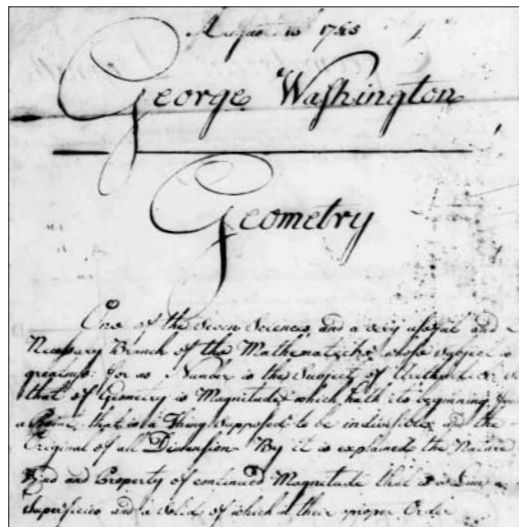 August 13 1745
George Washington
Geometry
One of the Seven Sciences and a very useful and
Necessary Branch of the Mathematicks whose Subject is
greatness: for as Number is the Subject of Arithmetick
that of Geometry is Magnitude which hath its beginning
a Point that is a Thing Supposed to be indivisible and the
Original of all Dimension By it is explained the Nature
Kind and Property of continued Magnitude that is a Line a
Superficies and a Solid of which in their proper Order